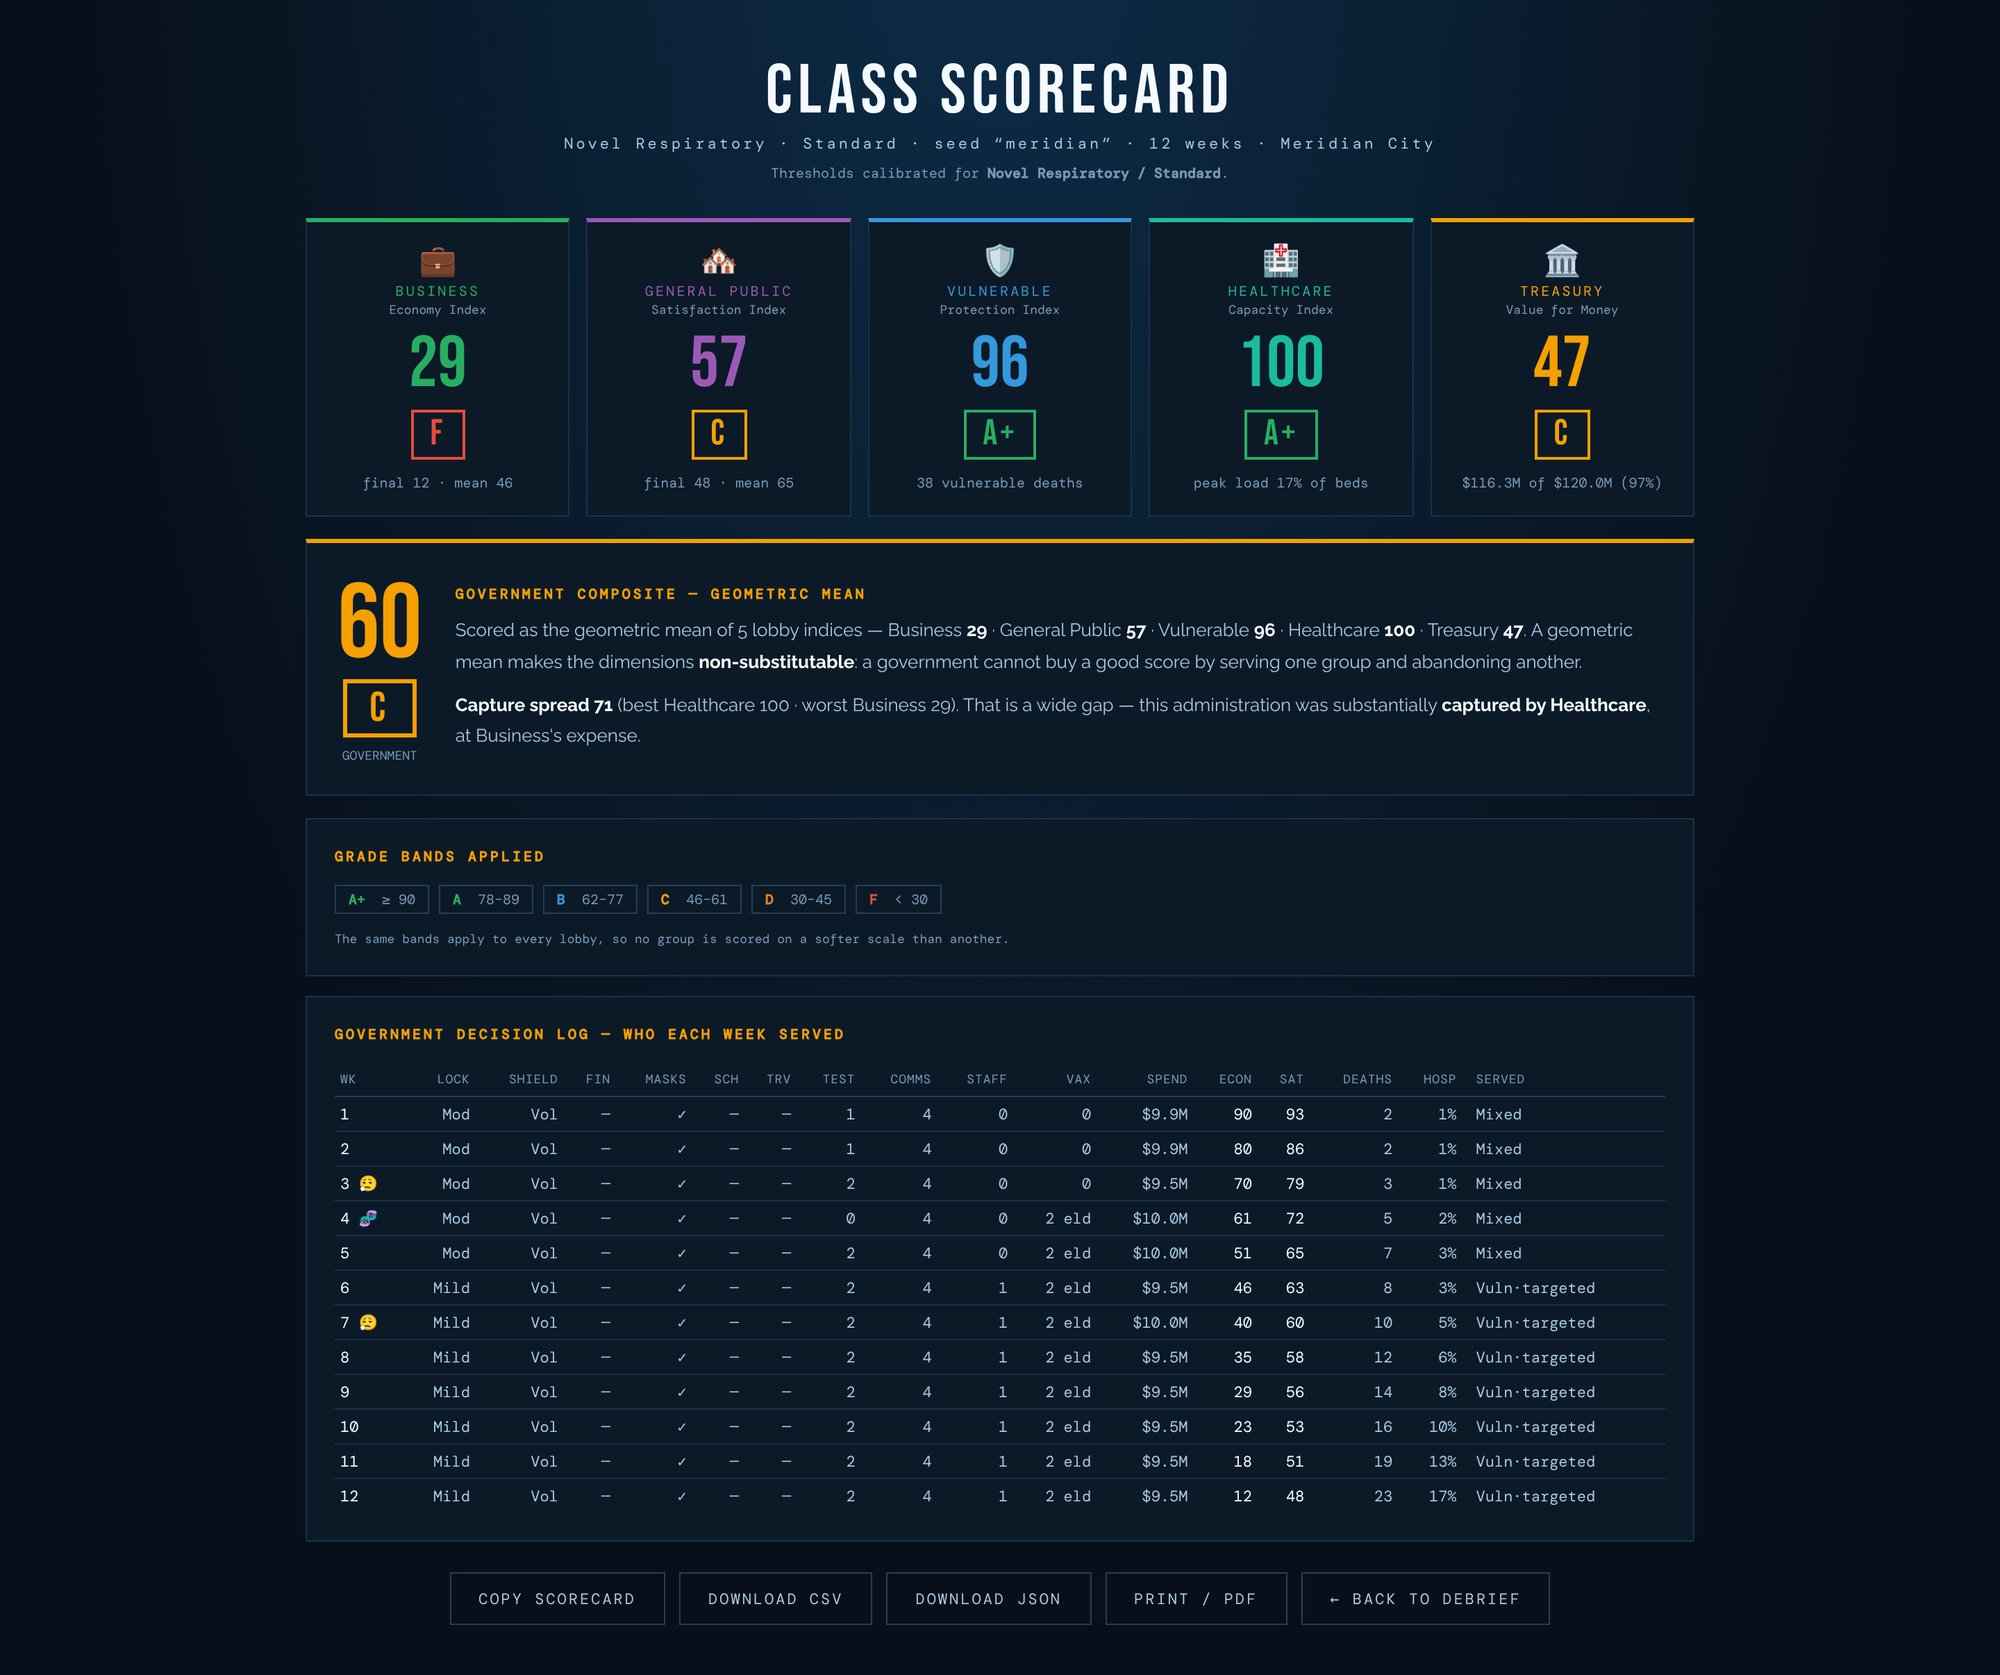 CLASS SCORECARD
Novel Respiratory · Standard · seed “meridian” · 12 weeks · Meridian City
Thresholds calibrated for Novel Respiratory / Standard.
BUSINESS
Economy Index
29
F
final 12 · mean 46
GENERAL PUBLIC
Satisfaction Index
57
C
final 48 · mean 65
VULNERABLE
Protection Index
96
A+
38 vulnerable deaths
HEALTHCARE
Capacity Index
100
A+
peak load 17% of beds
TREASURY
Value for Money
47
C
$116.3M of $120.0M (97%)
60
C
GOVERNMENT
GOVERNMENT COMPOSITE — GEOMETRIC MEAN
Scored as the geometric mean of 5 lobby indices — Business 29 · General Public 57 · Vulnerable 96 · Healthcare 100 · Treasury 47. A geometric
mean makes the dimensions non-substitutable: a government cannot buy a good score by serving one group and abandoning another.
Capture spread 71 (best Healthcare 100 · worst Business 29). That is a wide gap — this administration was substantially captured by Healthcare,
at Business's expense.
GRADE BANDS APPLIED
A+ ≥ 90 A 78–89 B 62–77 C 46–61 D 30–45 F < 30
The same bands apply to every lobby, so no group is scored on a softer scale than another.
GOVERNMENT DECISION LOG — WHO EACH WEEK SERVED
WK LOCK SHIELD FIN MASKS SCH TRV TEST COMMS STAFF VAX SPEND ECON SAT DEATHS HOSP SERVED
1 Mod Vol — ✓ — — 1 4 0 0 $9.9M 90 93 2 1% Mixed
2 Mod Vol — ✓ — — 1 4 0 0 $9.9M 80 86 2 1% Mixed
3 😮‍💨 Mod Vol — ✓ — — 2 4 0 0 $9.5M 70 79 3 1% Mixed
4 🧬 Mod Vol — ✓ — — 0 4 0 2 eld $10.0M 61 72 5 2% Mixed
5 Mod Vol — ✓ — — 2 4 0 2 eld $10.0M 51 65 7 3% Mixed
6 Mild Vol — ✓ — — 2 4 1 2 eld $9.5M 46 63 8 3% Vuln·targeted
7 😮‍💨 Mild Vol — ✓ — — 2 4 1 2 eld $10.0M 40 60 10 5% Vuln·targeted
8 Mild Vol — ✓ — — 2 4 1 2 eld $9.5M 35 58 12 6% Vuln·targeted
9 Mild Vol — ✓ — — 2 4 1 2 eld $9.5M 29 56 14 8% Vuln·targeted
10 Mild Vol — ✓ — — 2 4 1 2 eld $9.5M 23 53 16 10% Vuln·targeted
11 Mild Vol — ✓ — — 2 4 1 2 eld $9.5M 18 51 19 13% Vuln·targeted
12 Mild Vol — ✓ — — 2 4 1 2 eld $9.5M 12 48 23 17% Vuln·targeted
COPY SCORECARD
DOWNLOAD CSV
DOWNLOAD JSON
PRINT / PDF
← BACK TO DEBRIEF